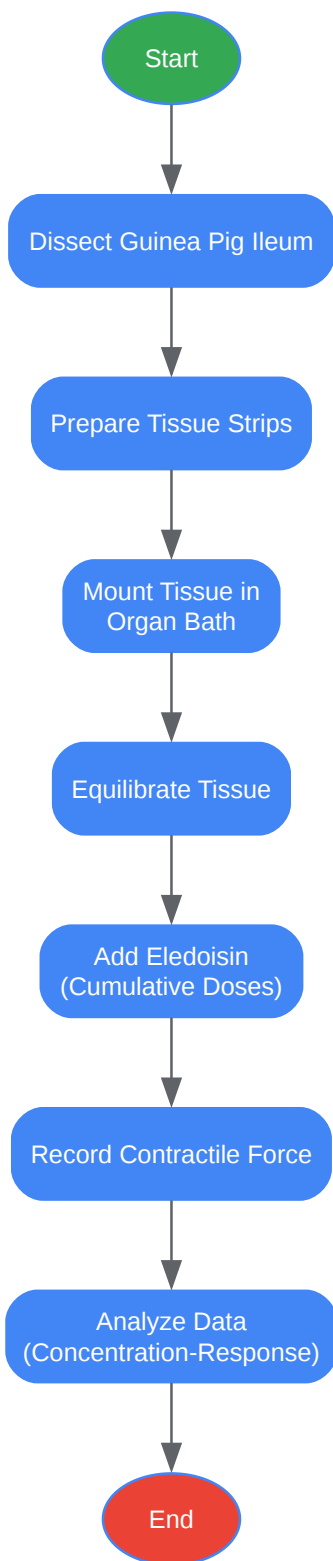 Start
Dissect Guinea Pig Ileum
Prepare Tissue Strips
Mount Tissue in
Organ Bath
Equilibrate Tissue
Add Eledoisin
(Cumulative Doses)
Record Contractile Force
Analyze Data
(Concentration-Response)
End